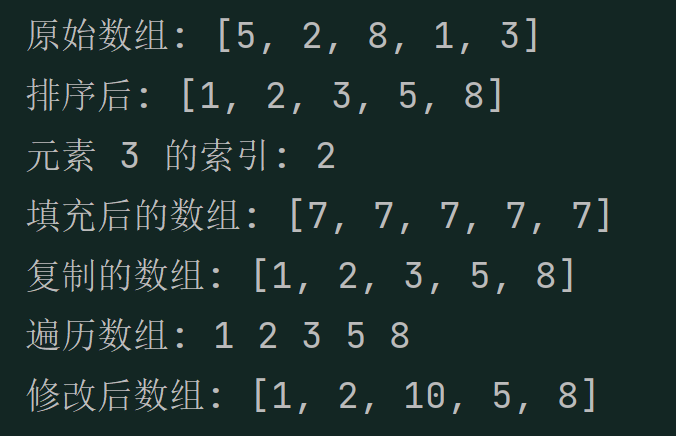 原始数组: [5, 2, 8, 1, 3]
排序后: [1, 2, 3, 5, 8]
元素 3 的索引: 2
填充后的数组: [7, 7, 7, 7, 7]
复制的数组: [1, 2, 3, 5, 8]
遍历数组: 1 2 3 5 8
修改后数组: [1, 2, 10, 5, 8]